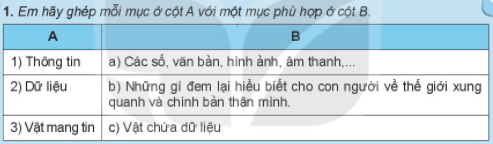 1. Em hãy ghép mỗi mục ở cột A với một mục phù hợp ở cột B.
A B
1) Thông tin a) Các số, văn bản, hình ảnh, âm thanh,...
2) Dữ liệu b) Những gì đem lại hiểu biết cho con người về thế giới xung
quanh và chính bản thân mình.
3) Vật mang tin c) Vật chứa dữ liệu